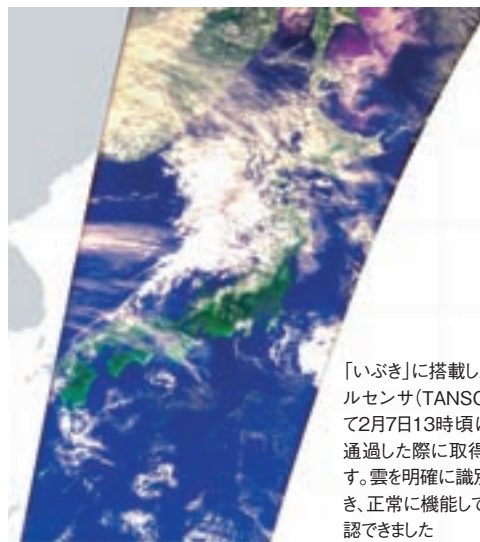 「いぶき」に搭載し
ルセンサ(TANSO
て2月7日13時頃に
通過した際に取得
す。雲を明確に識別
き、正常に機能して
認できました